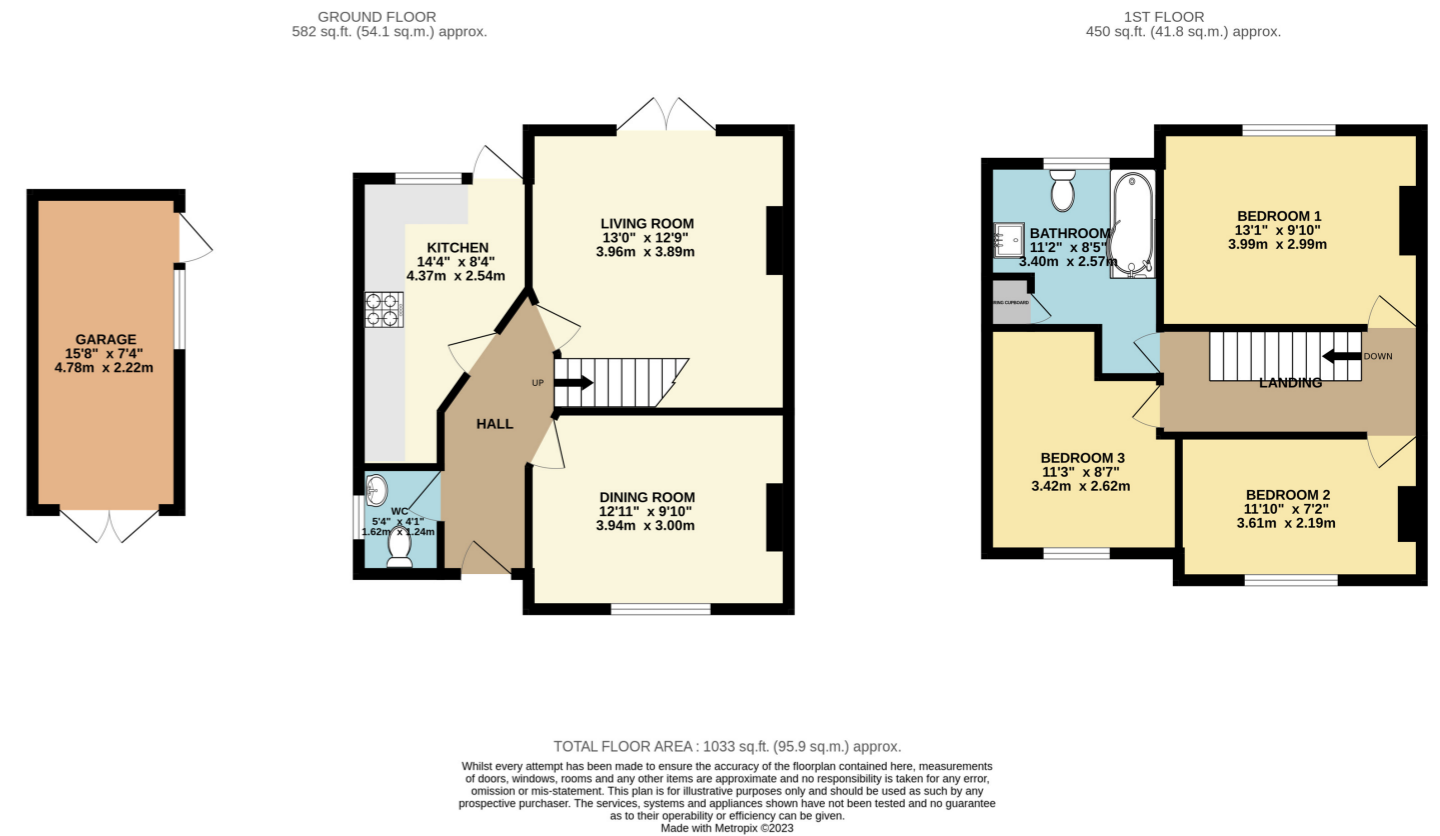 GROUND FLOOR
582 sq.ft. (54.1 sq.m.) approx.
1ST FLOOR
450 sq.ft. (41.8 sq.m.) approx.
GARAGE
15'8" x 7'4"
4.78m x 2.22m
KITCHEN
14'4" x 8'4"
4.37m x 2.54m
LIVING ROOM
13'0" x 12'9"
3.96m x 3.89m
UP
HALL
WC
5'4" x 4'1"
1.62m x 1.24m
DINING ROOM
12'11" x 9'10"
3.94m x 3.00m
BATHROOM
11'2" x 8'5"
3.40m x 2.57m
CUPBOARD
BEDROOM 1
13'1" x 9'10"
3.99m x 2.99m
DOWN
LANDING
BEDROOM 3
11'3" x 8'7"
3.42m x 2.62m
BEDROOM 2
11'10" x 7'2"
3.61m x 2.19m
TOTAL FLOOR AREA : 1033 sq.ft. (95.9 sq.m.) approx.
Whilst every attempt has been made to ensure the accuracy of the floorplan contained here, measurements
of doors, windows, rooms and any other items are approximate and no responsibility is taken for any error,
omission or mis-statement. This plan is for illustrative purposes only and should be used as such by any
prospective purchaser. The services, systems and appliances shown have not been tested and no guarantee
as to their operability or efficiency can be given.
Made with Metropix ©2023